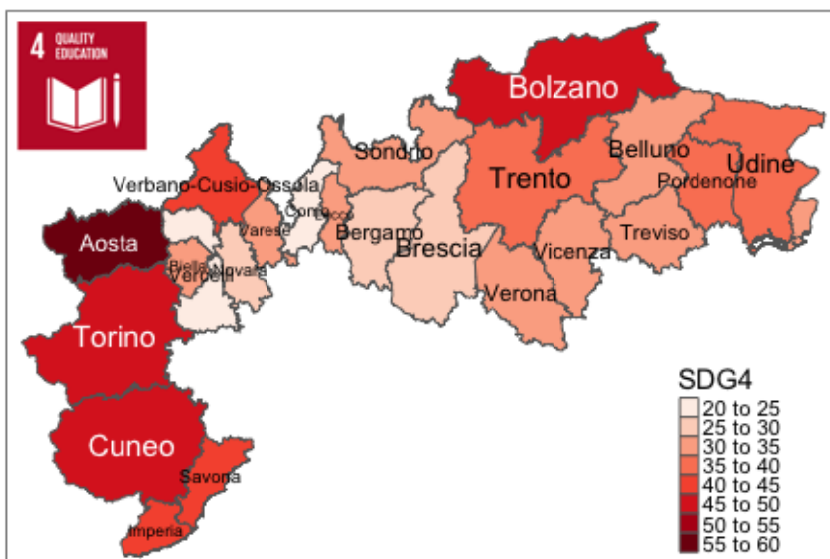 4 QUALITY
EDUCATION
Bolzano
Sondrio
Belluno
Udine
Trento
Verbano-Cusio-Ossola
Pordenone
Como
Lecco
Varese
Bergamo
Treviso
Aosta
Brescia
Vicenza
Biella
Novara
Vercelli
Verona
Torino
SDG4
20 to 25
25 to 30
30 to 35
35 to 40
40 to 45
45 to 50
50 to 55
55 to 60
Cuneo
Savona
Imperia